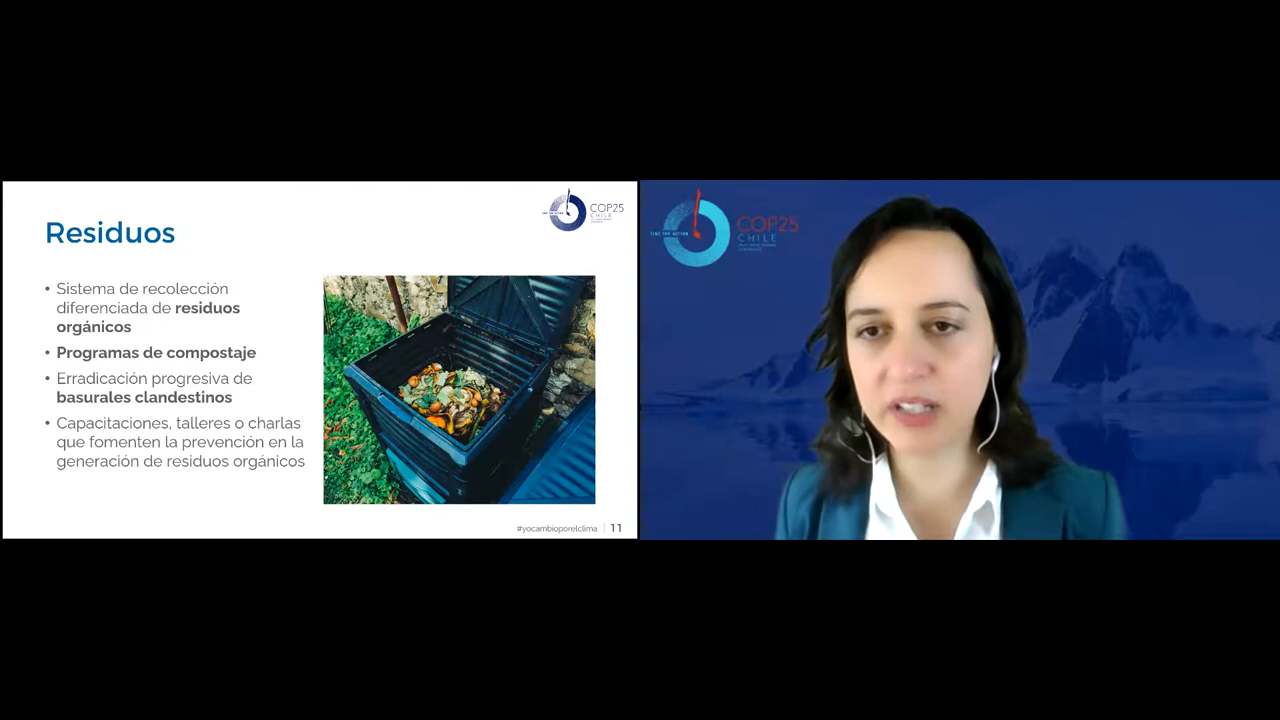 Residuos
COP25
CHILE
• Sistema de recolección
diferenciada de residuos
orgánicos
• Programas de compostaje
• Erradicación progresiva de
basurales clandestinos
• Capacitaciones, talleres o charlas
que fomenten la prevención en la
generación de residuos orgánicos
#yocambioporelclima | 11
COP25
CHILE
TIME FOR ACTION